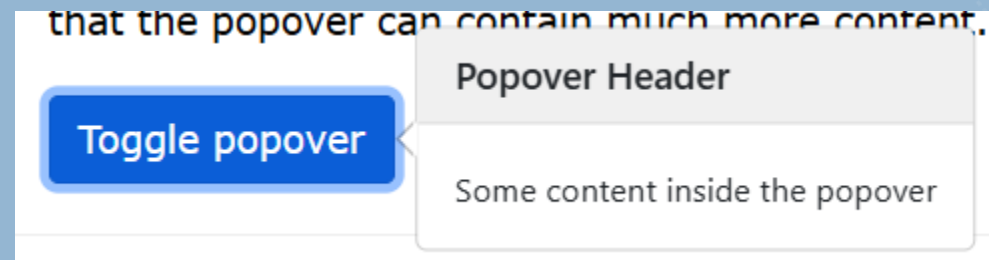 that the popover can contain much more content.
Popover Header
Toggle popover
Some content inside the popover